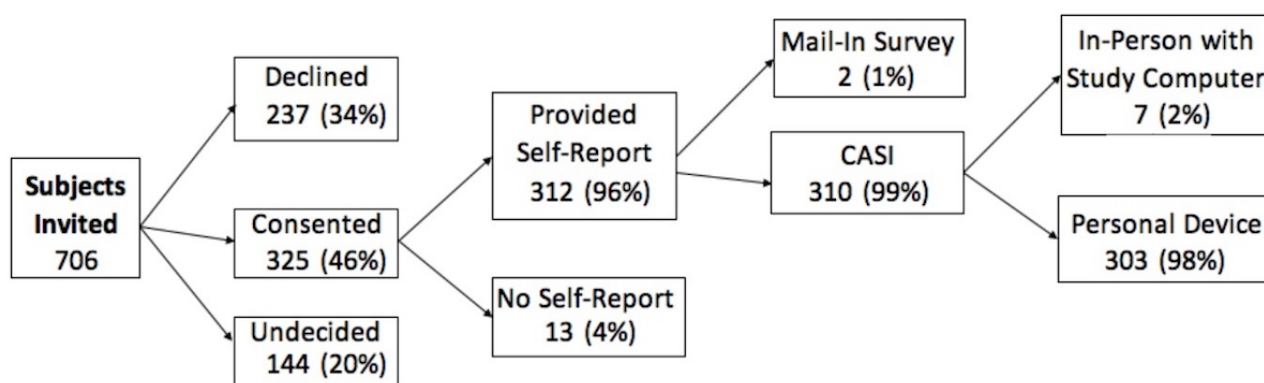 Subjects
Invited
706
Declined
237 (34%)
Consented
325 (46%)
Undecided
144 (20%)
Provided
Self-Report
312 (96%)
No Self-Report
13 (4%)
Mail-In Survey
2 (1%)
CASI
310 (99%)
In-Person with
Study Computer
7 (2%)
Personal Device
303 (98%)